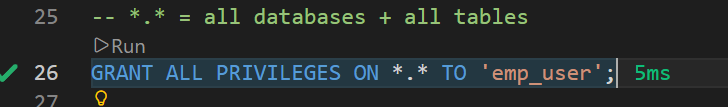 25 -- *.* = all databases + all tables
Run
26 GRANT ALL PRIVILEGES ON *.* TO 'emp_user'; 5ms
27